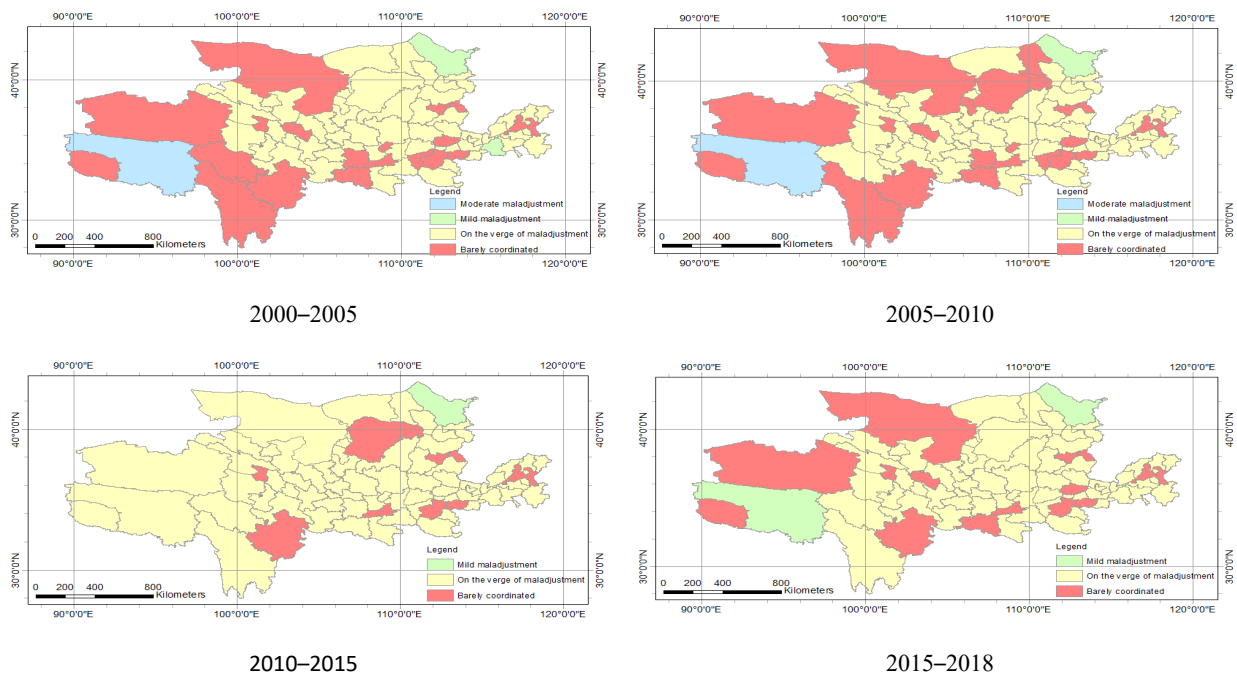 90°0'0"E 100°0'0"E 110°0'0"E 120°0'0"E
40°0'0"N
30°0'0"N
40°0'0"N
30°0'0"N
Legend
Moderate maladjustment
Mild maladjustment
On the verge of maladjustment
Barely coordinated
0 200 400 800
Kilometers
90°0'0"E 100°0'0"E 110°0'0"E 120°0'0"E
2000–2005
90°0'0"E 100°0'0"E 110°0'0"E 120°0'0"E
40°0'0"N
30°0'0"N
40°0'0"N
30°0'0"N
Legend
Moderate maladjustment
Mild maladjustment
On the verge of maladjustment
Barely coordinated
0 200 400 800
Kilometers
90°0'0"E 100°0'0"E 110°0'0"E 120°0'0"E
2005–2010
90°0'0"E 100°0'0"E 110°0'0"E 120°0'0"E
40°0'0"N
30°0'0"N
40°0'0"N
30°0'0"N
Legend
Mild maladjustment
On the verge of maladjustment
Barely coordinated
0 200 400 800
Kilometers
90°0'0"E 100°0'0"E 110°0'0"E 120°0'0"E
2010–2015
90°0'0"E 100°0'0"E 110°0'0"E 120°0'0"E
40°0'0"N
30°0'0"N
40°0'0"N
30°0'0"N
Legend
Mild maladjustment
On the verge of maladjustment
Barely coordinated
0 200 400 800
Kilometers
90°0'0"E 100°0'0"E 110°0'0"E 120°0'0"E
2015–2018